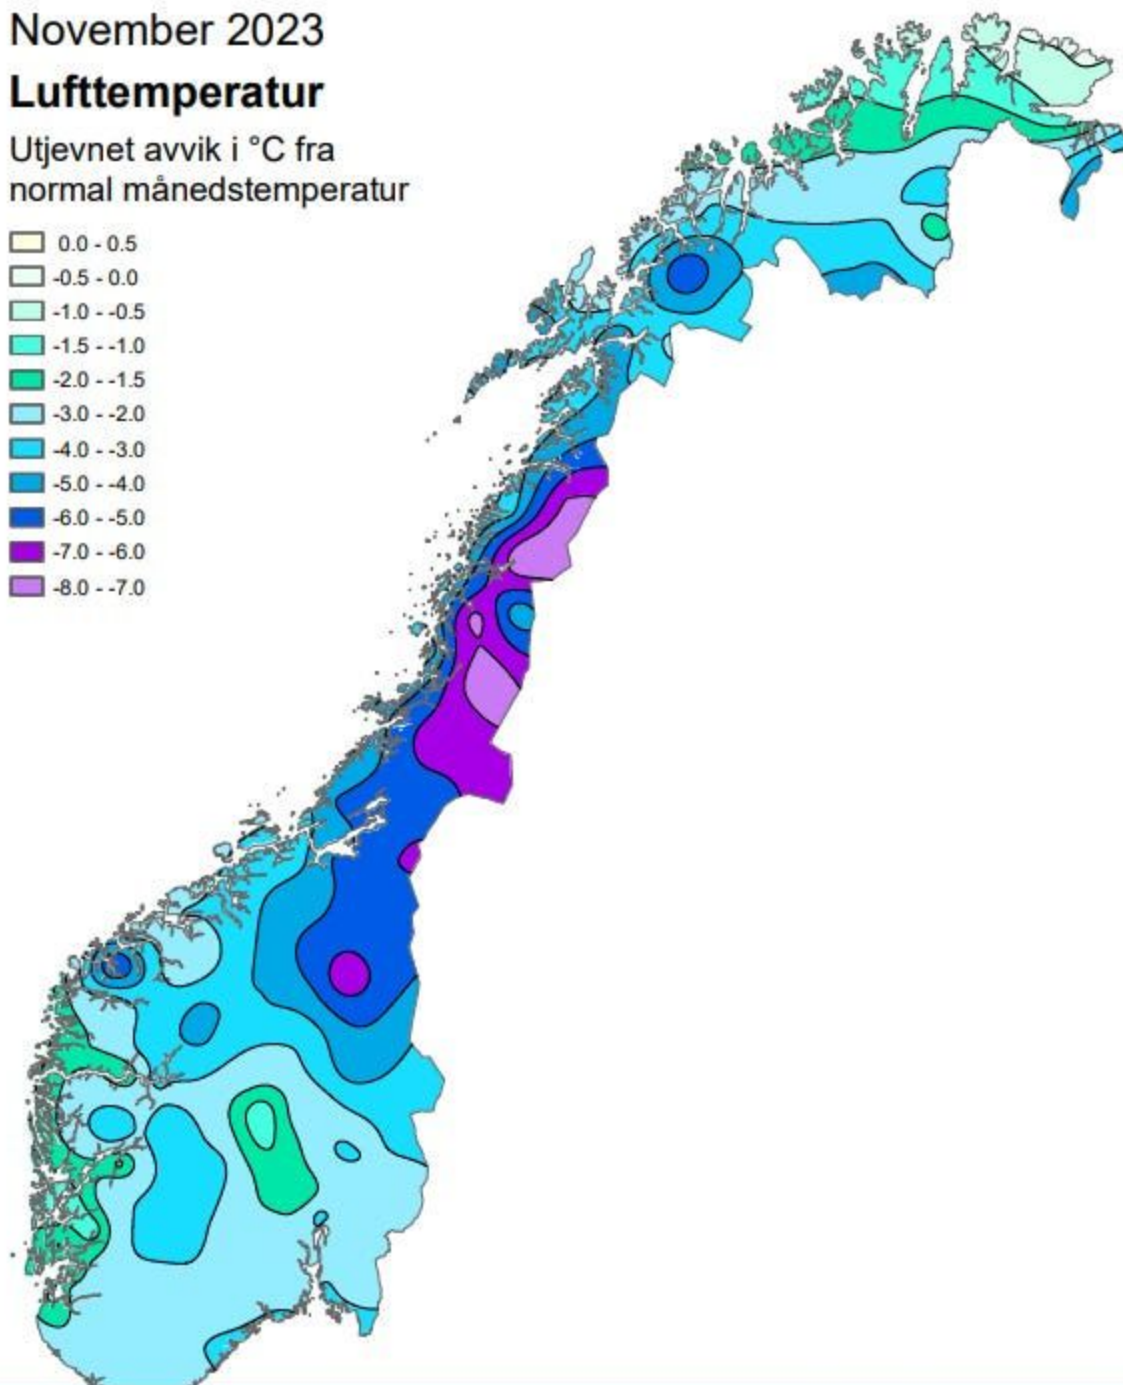 November 2023
Lufttemperatur
Utjevnet avvik i °C fra
normal månedstemperatur
0.0 - 0.5
-0.5 - 0.0
-1.0 - -0.5
-1.5 - -1.0
-2.0 - -1.5
-3.0 - -2.0
-4.0 - -3.0
-5.0 - -4.0
-6.0 - -5.0
-7.0 - -6.0
-8.0 - -7.0